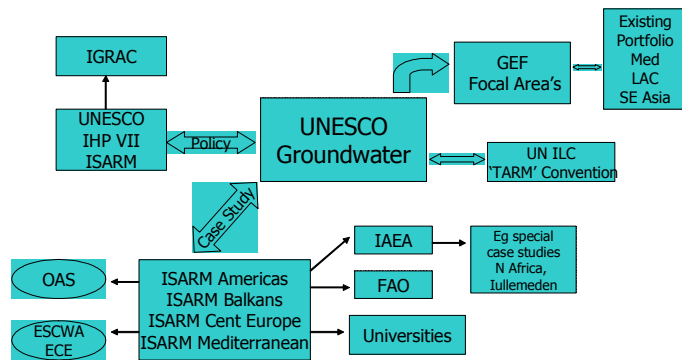 IGRAC
UNESCO
IHP VII
ISARM
Policy
UNESCO
Groundwater
GEF
Focal Area's
Existing
Portfolio
Med
LAC
SE Asia
UN ILC
‘TARM’ Convention
Case Study
OAS
ESCWA
ECE
ISARM Americas
ISARM Balkans
ISARM Cent Europe
ISARM Mediterranean
IAEA
FAO
Universities
Eg special
case studies
N Africa,
Iullemeden